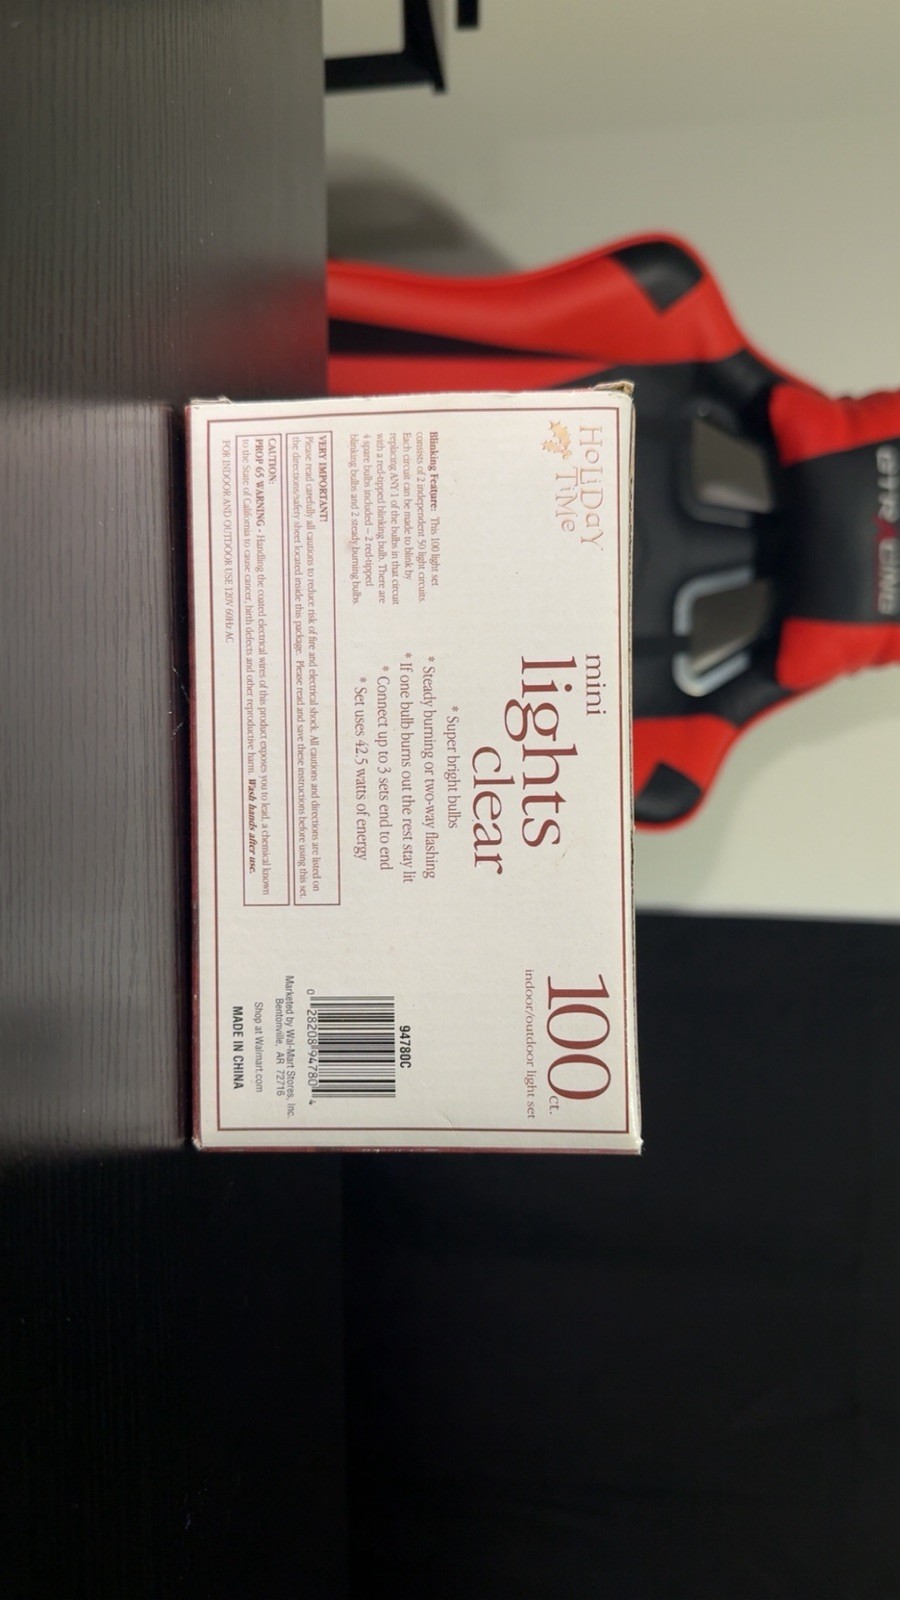 HOLiDay
TiMe
mini
lights
clear
100 ct.
indoor/outdoor light set
Blinking Feature: This 100 light set
consists of 2 independent 50 light circuits.
Each circuit can be made to blink by
replacing ANY 1 of the bulbs in that circuit
with a red-tipped blinking bulb. There are
4 spare bulbs included – 2 red-tipped
blinking bulbs and 2 steady burning bulbs.
* Super bright bulbs
* Steady burning or two-way flashing
* If one bulb burns out the rest stay lit
* Connect up to 3 sets end to end
* Set uses 42.5 watts of energy
VERY IMPORTANT!
Please read carefully all cautions to reduce risk of fire and electrical shock. All cautions and directions are listed on
the directions/safety sheet located inside this package. Please read and save these instructions before using this set.
CAUTION:
PROP 65 WARNING - Handling the coated electrical wires of this product exposes you to lead, a chemical known
to the State of California to cause cancer, birth defects and other reproductive harm. Wash hands after use.
FOR INDOOR AND OUTDOOR USE 120V 60Hz AC
94780C
0 28208 94780 4
Marketed by Wal-Mart Stores, Inc.
Bentonville, AR 72716
Shop at Walmart.com
MADE IN CHINA
GTRACING